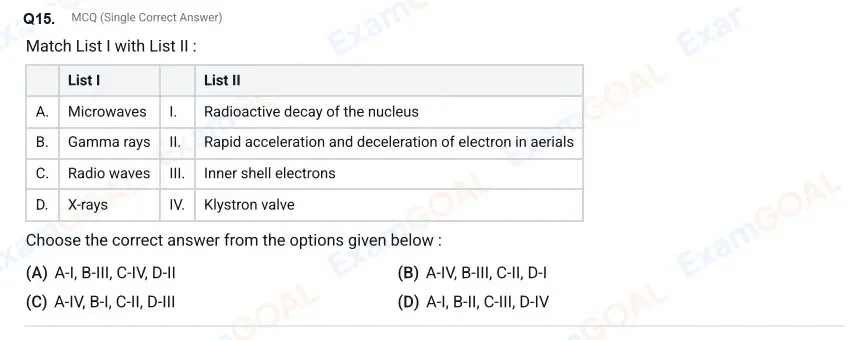 Q15. MCQ (Single Correct Answer)
Match List I with List II :
List I List II
A. Microwaves I. Radioactive decay of the nucleus
B. Gamma rays II. Rapid acceleration and deceleration of electron in aerials
C. Radio waves III. Inner shell electrons
D. X-rays IV. Klystron valve
Choose the correct answer from the options given below :
(A) A-I, B-III, C-IV, D-II (B) A-IV, B-III, C-II, D-I
(C) A-IV, B-I, C-II, D-III (D) A-I, B-II, C-III, D-IV
ExamGOAL